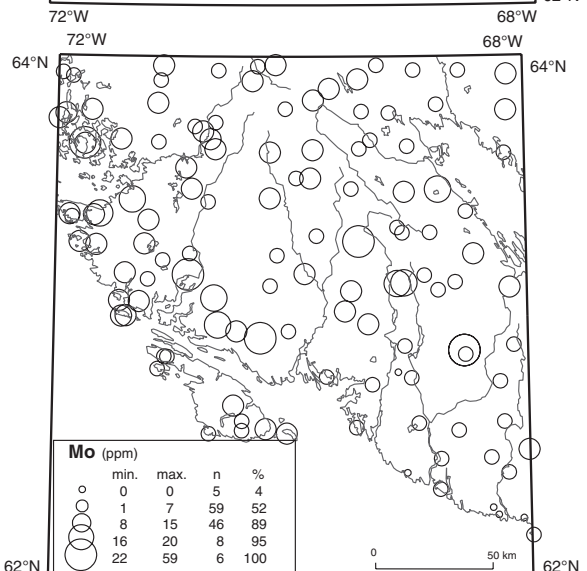 72°W 68°W
72°W 68°W
64°N 64°N
Mo (ppm)
min. max. n %
0 0 5 4
1 7 59 52
8 15 46 89
16 20 8 95
22 59 6 100
0 50 km
62°N 62°N